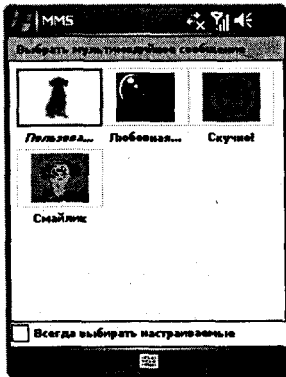 MMS
Выбрать мультимедийное сообщение
Пользова...
Любовная...
Скучно!
Смайлик
Всегда выбирать настраиваемые